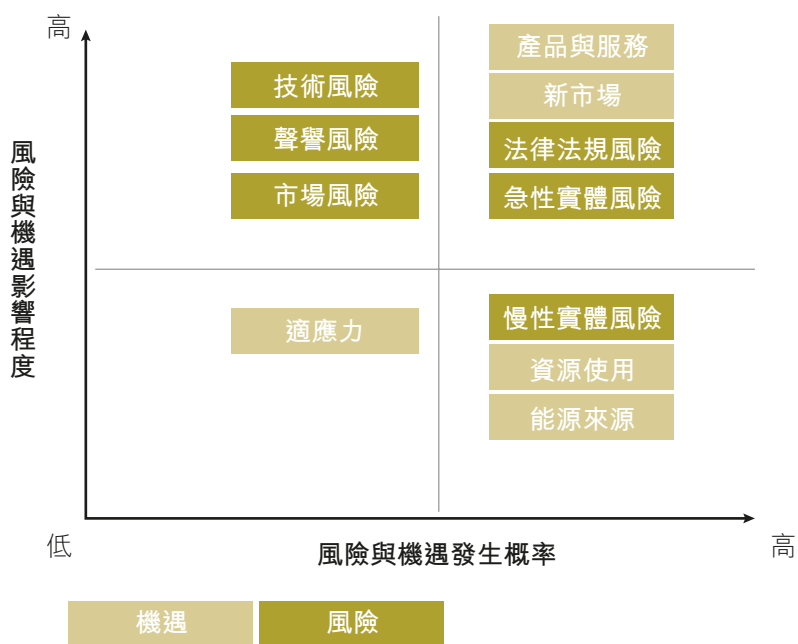 高
風險與機遇影響程度
技術風險
聲譽風險
市場風險
產品與服務
新市場
法律法規風險
急性實體風險
適應力
慢性實體風險
資源使用
能源來源
低
風險與機遇發生概率
高
機遇
風險